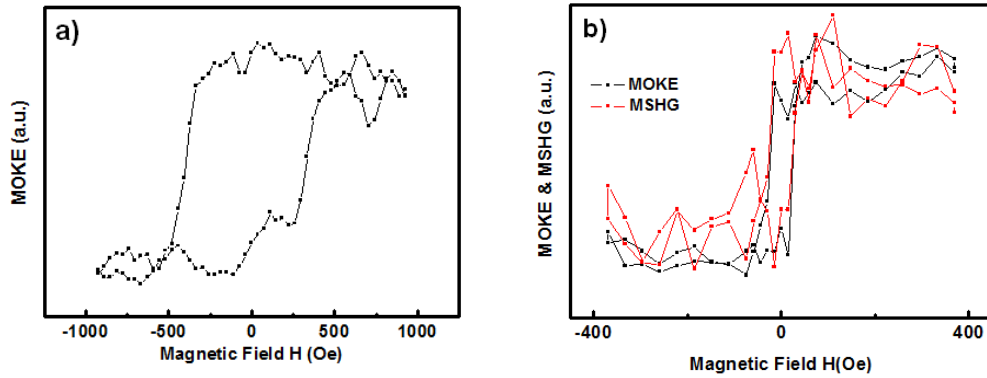 a)
MOKE (a.u.)
-1000 -500 0 500 1000
Magnetic Field H (Oe)
b)
MOKE
MSHG
MOKE & MSHG (a.u.)
-400 0 400
Magnetic Field H(Oe)